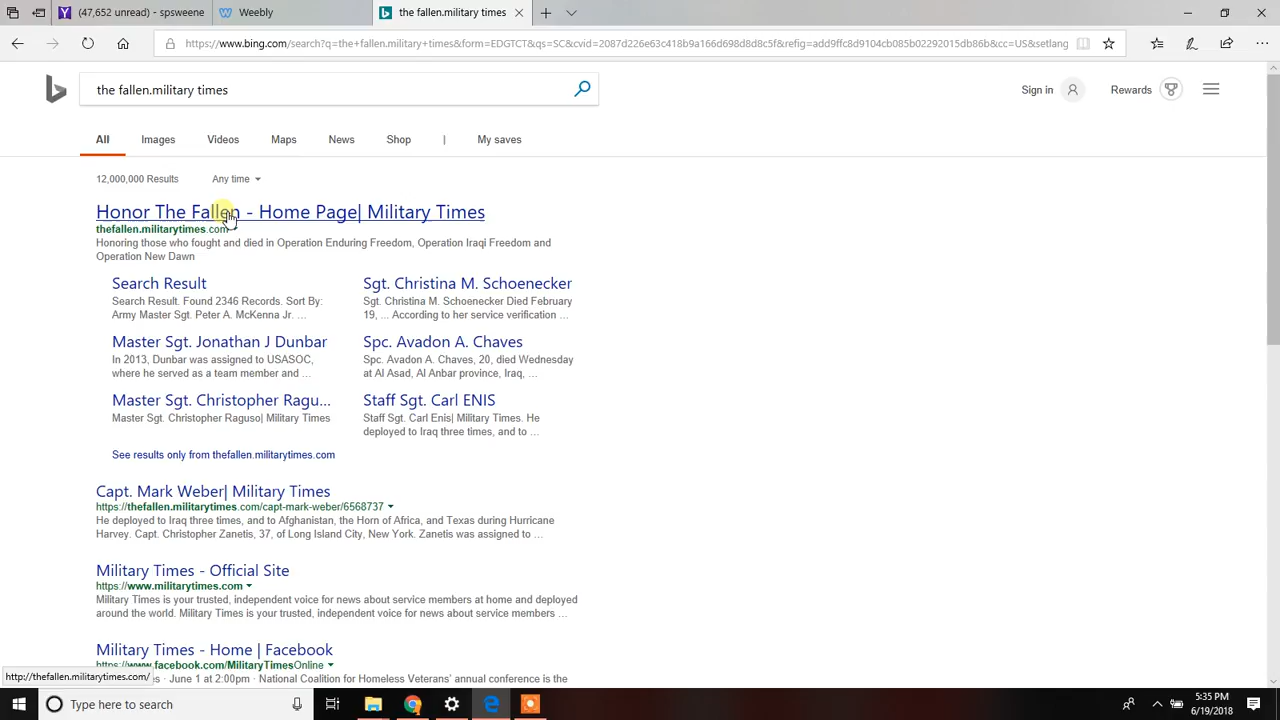 (47,652 unread) - spsweene
Weebly
the fallen.military times
https://www.bing.com/search?q=the+fallen.military+times&form=EDGTCT&qs=SC&cvid=2087d226e63c418b9a166d698d8d8c5f&refig=add9ffc8d9104cb085b02292015db86b&cc=US&setlang
the fallen.military times
Sign in
Rewards
All
Images
Videos
Maps
News
Shop
|
My saves
12,000,000 Results
Any time
Honor The Fallen - Home Page| Military Times
thefallen.militarytimes.com
Honoring those who fought and died in Operation Enduring Freedom, Operation Iraqi Freedom and
Operation New Dawn
Search Result
Search Result. Found 2346 Records. Sort By:
Army Master Sgt. Peter A. McKenna Jr. ...
Sgt. Christina M. Schoenecker
Sgt. Christina M. Schoenecker Died February
19, ... According to her service verification ...
Master Sgt. Jonathan J Dunbar
In 2013, Dunbar was assigned to USASOC,
where he served as a team member and ...
Spc. Avadon A. Chaves
Spc. Avadon A. Chaves, 20, died Wednesday
at Al Asad, Al Anbar province, Iraq, ...
Master Sgt. Christopher Ragu...
Master Sgt. Christopher Raguso| Military Times
Staff Sgt. Carl ENIS
Staff Sgt. Carl Enis| Military Times. He
deployed to Iraq three times, and to ...
See results only from thefallen.militarytimes.com
Capt. Mark Weber| Military Times
https://thefallen.militarytimes.com/capt-mark-weber/6568737
He deployed to Iraq three times, and to Afghanistan, the Horn of Africa, and Texas during Hurricane
Harvey. Capt. Christopher Zanetis, 37, of Long Island City, New York. Zanetis was assigned to ...
Military Times - Official Site
https://www.militarytimes.com
Military Times is your trusted, independent voice for news about service members at home and deployed
around the world. Military Times is your trusted, independent voice for news about service members ...
Military Times - Home | Facebook
https://www.facebook.com/MilitaryTimesOnline
http://thefallen.militarytimes.com/
es · June 1 at 2:00pm · National Coalition for Homeless Veterans' annual conference is the
Type here to search
5:35 PM
6/19/2018